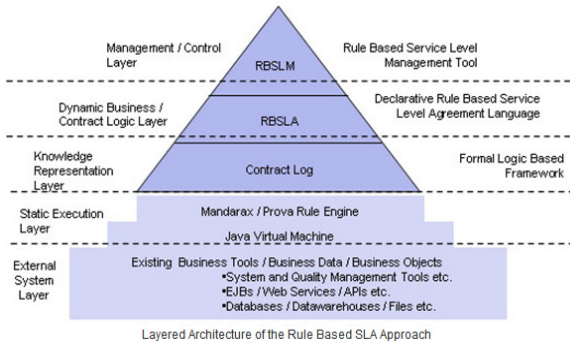 Management / Control
Layer
RBSLM
Rule Based Service Level
Management Tool
Dynamic Business /
Contract Logic Layer
RBSLA
Declarative Rule Based Service
Level Agreement Language
Knowledge
Representation
Layer
Contract Log
Formal Logic Based
Framework
Static Execution
Layer
Mandarax / Prova Rule Engine
Java Virtual Machine
External
System
Layer
Existing Business Tools / Business Data / Business Objects
•System and Quality Management Tools etc.
•EJBs / Web Services / APIs etc.
•Databases / Datawarehouses / Files etc.
Layered Architecture of the Rule Based SLA Approach